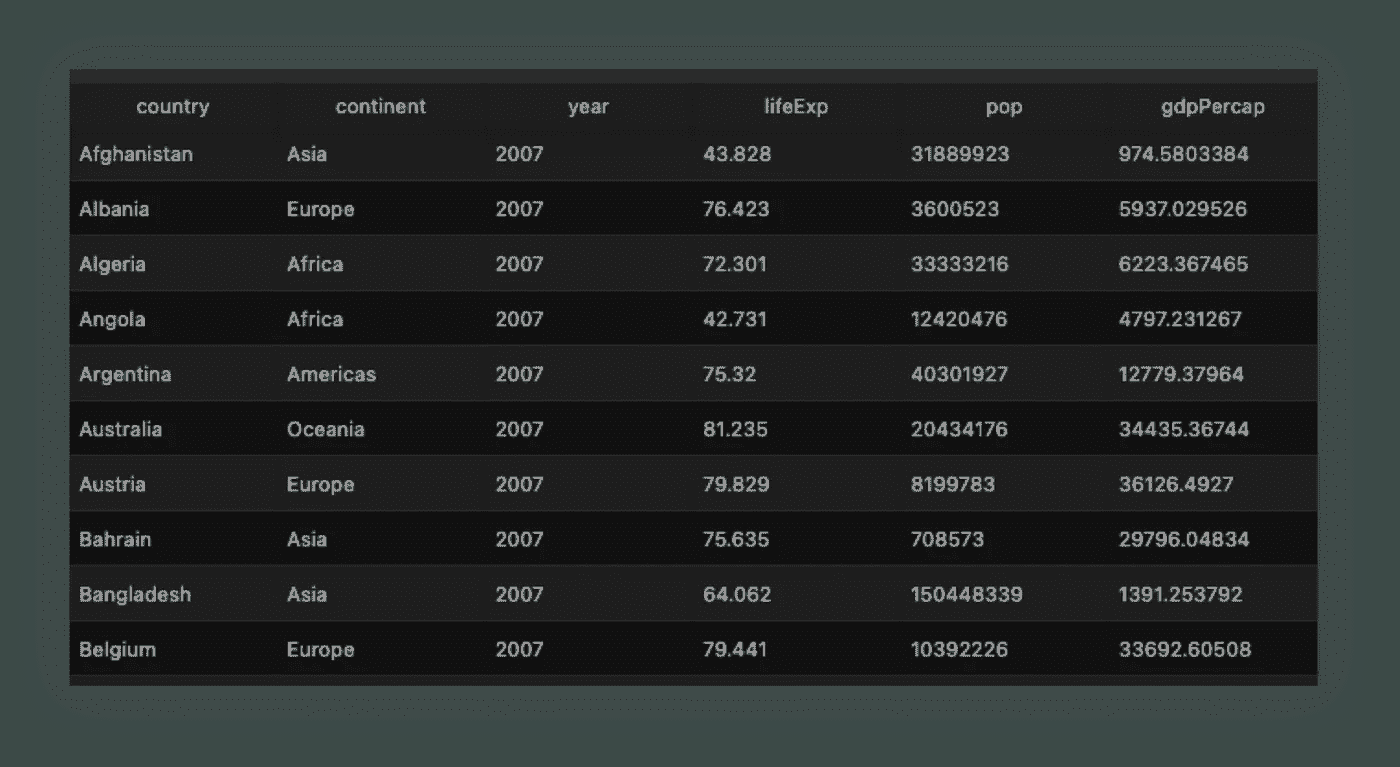 country continent year lifeExp pop gdpPercap
Afghanistan Asia 2007 43.828 31889923 974.5803384
Albania Europe 2007 76.423 3600523 5937.029526
Algeria Africa 2007 72.301 33333216 6223.367465
Angola Africa 2007 42.731 12420476 4797.231267
Argentina Americas 2007 75.32 40301927 12779.37964
Australia Oceania 2007 81.235 20434176 34435.36744
Austria Europe 2007 79.829 8199783 36126.4927
Bahrain Asia 2007 75.635 708573 29796.04834
Bangladesh Asia 2007 64.062 150448339 1391.253792
Belgium Europe 2007 79.441 10392226 33692.60508